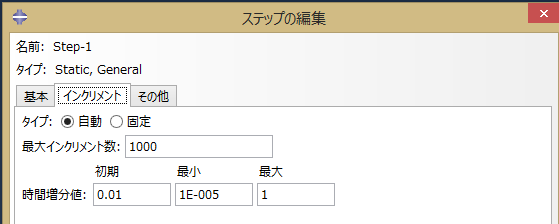 ステップの編集
名前: Step-1
タイプ: Static, General
基本 インクリメント その他
タイプ: 自動 固定
最大インクリメント数: 1000
初期 最小 最大
時間増分値: 0.01 1E-005 1